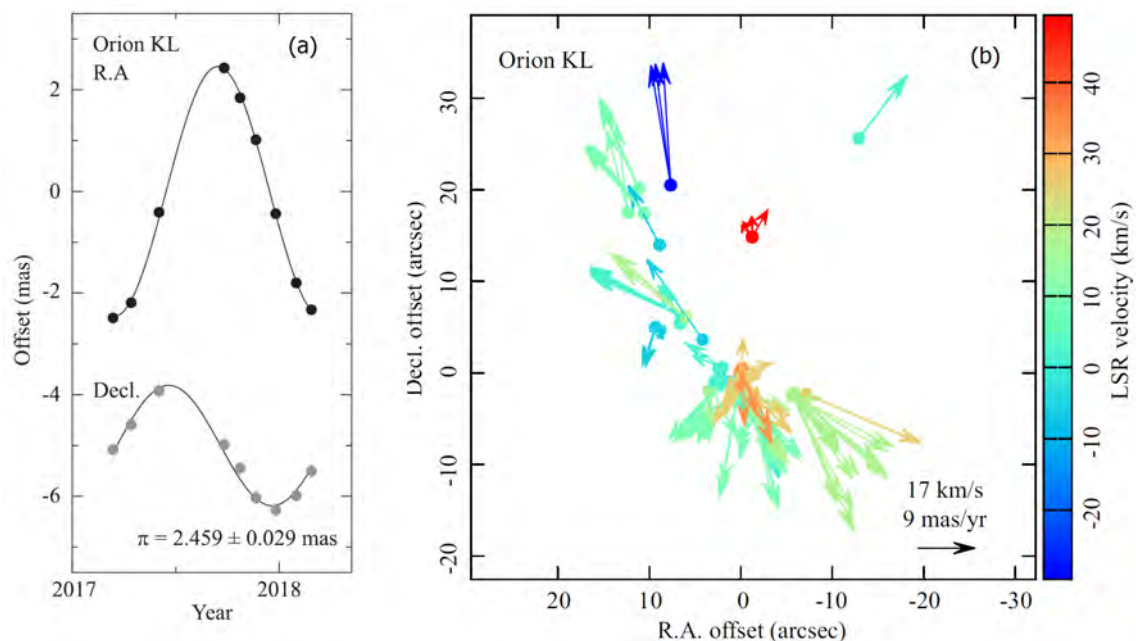 Orion KL
R.A
(a)
2
0
-2
-4
-6
Offset (mas)
Decl.
π = 2.459 ± 0.029 mas
2017
2018
Year
Orion KL
(b)
30
20
10
0
-10
-20
Decl. offset (arcsec)
17 km/s
9 mas/yr
20
10
0
-10
-20
-30
R.A. offset (arcsec)
40
30
20
10
0
-10
-20
LSR velocity (km/s)